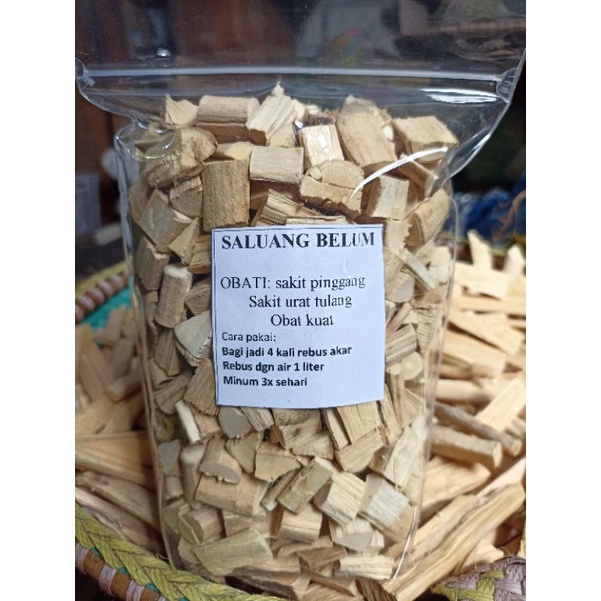 SALUANG BELUM
OBATI: sakit pinggang
Sakit urat tulang
Obat kuat
Cara pakai:
Bagi jadi 4 kali rebus akar
Rebus dgn air 1 liter
Minum 3x sehari